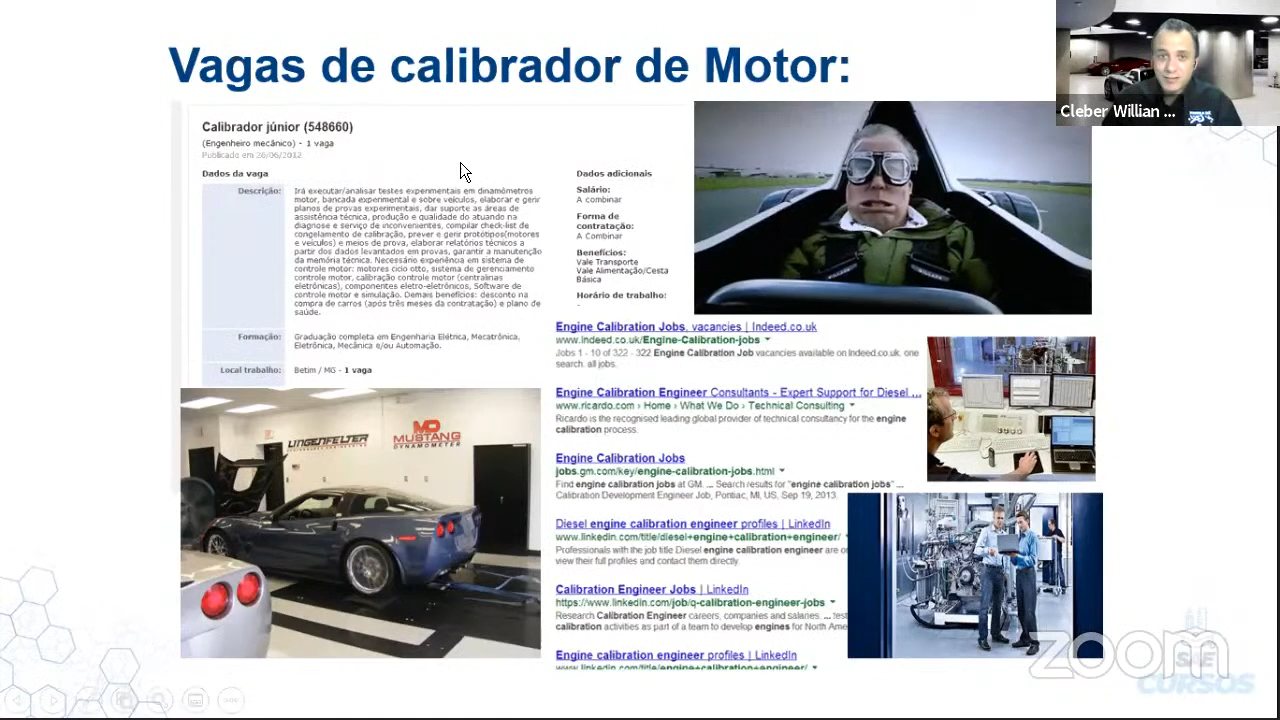 Vagas de calibrador de Motor:
Cleber Willian ...
Calibrador júnior (548660)
(Engenheiro mecânico) - 1 vaga
Publicado em 26/06/2012
Dados da vaga
Descrição:
Irá executar/analisar testes experimentais em dinamômetros
motor, bancada experimental e sobre veículos, elaborar e gerir
planos de provas experimentais, dar suporte as áreas de
assistência técnica, produção e qualidade do atuando na
diagnose e serviço de inconvenientes, compilar check-list de
congelamento de calibração, prever e gerir protótipos(motores
e veículos) e meios de prova, elaborar relatórios técnicos a
partir dos dados levantados em provas, garantir a manutenção
da memória técnica. Necessário experiência em sistema de
controle motor: motores ciclo otto, sistema de gerenciamento
controle motor, calibração controle motor (centralinas
eletrônicas), componentes eletro-eletrônicos, Software de
controle motor e simulação. Demais benefícios: desconto na
compra de carros (após três meses da contratação) e plano de
saúde.
Formação:
Graduação completa em Engenharia Elétrica, Mecatrônica,
Eletrônica, Mecânica e/ou Automação.
Local trabalho:
Betim / MG - 1 vaga
Dados adicionais
Salário:
A combinar
Forma de
contratação:
A Combinar
Benefícios:
Vale Transporte
Vale Alimentação/Cesta
Básica
Horário de trabalho:
-
Engine Calibration Jobs, vacancies | Indeed.co.uk
www.indeed.co.uk/Engine-Calibration-jobs
Jobs 1 - 10 of 322 - 322 Engine Calibration Job vacancies available on Indeed.co.uk. one
search. all jobs.
Engine Calibration Engineer Consultants - Expert Support for Diesel ...
www.ricardo.com › Home › What We Do › Technical Consulting
Ricardo is the recognised leading global provider of technical consultancy for the engine
calibration process.
Engine Calibration Jobs
jobs.gm.com/key/engine-calibration-jobs.html
Find engine calibration jobs at GM. ... Search results for "engine calibration jobs" ...
Calibration Development Engineer Job, Pontiac, MI, US, Sep 19, 2013.
Diesel engine calibration engineer profiles | LinkedIn
www.linkedin.com/title/diesel+engine+calibration+engineer/
Professionals with the job title Diesel engine calibration engineer are on
view their full profiles and contact them directly.
Calibration Engineer Jobs | LinkedIn
https://www.linkedin.com/job/q-calibration-engineer-jobs
Research Calibration Engineer careers, companies and salaries. ... test
calibration activities as part of a team to develop engines for North Ame
Engine calibration engineer profiles | LinkedIn
www.linkedin.com/title/engine+calibration+engineer/
LINGENFELTER
MD
MUSTANG
DYNAMOMETER
zoom
SAE
CURSOS